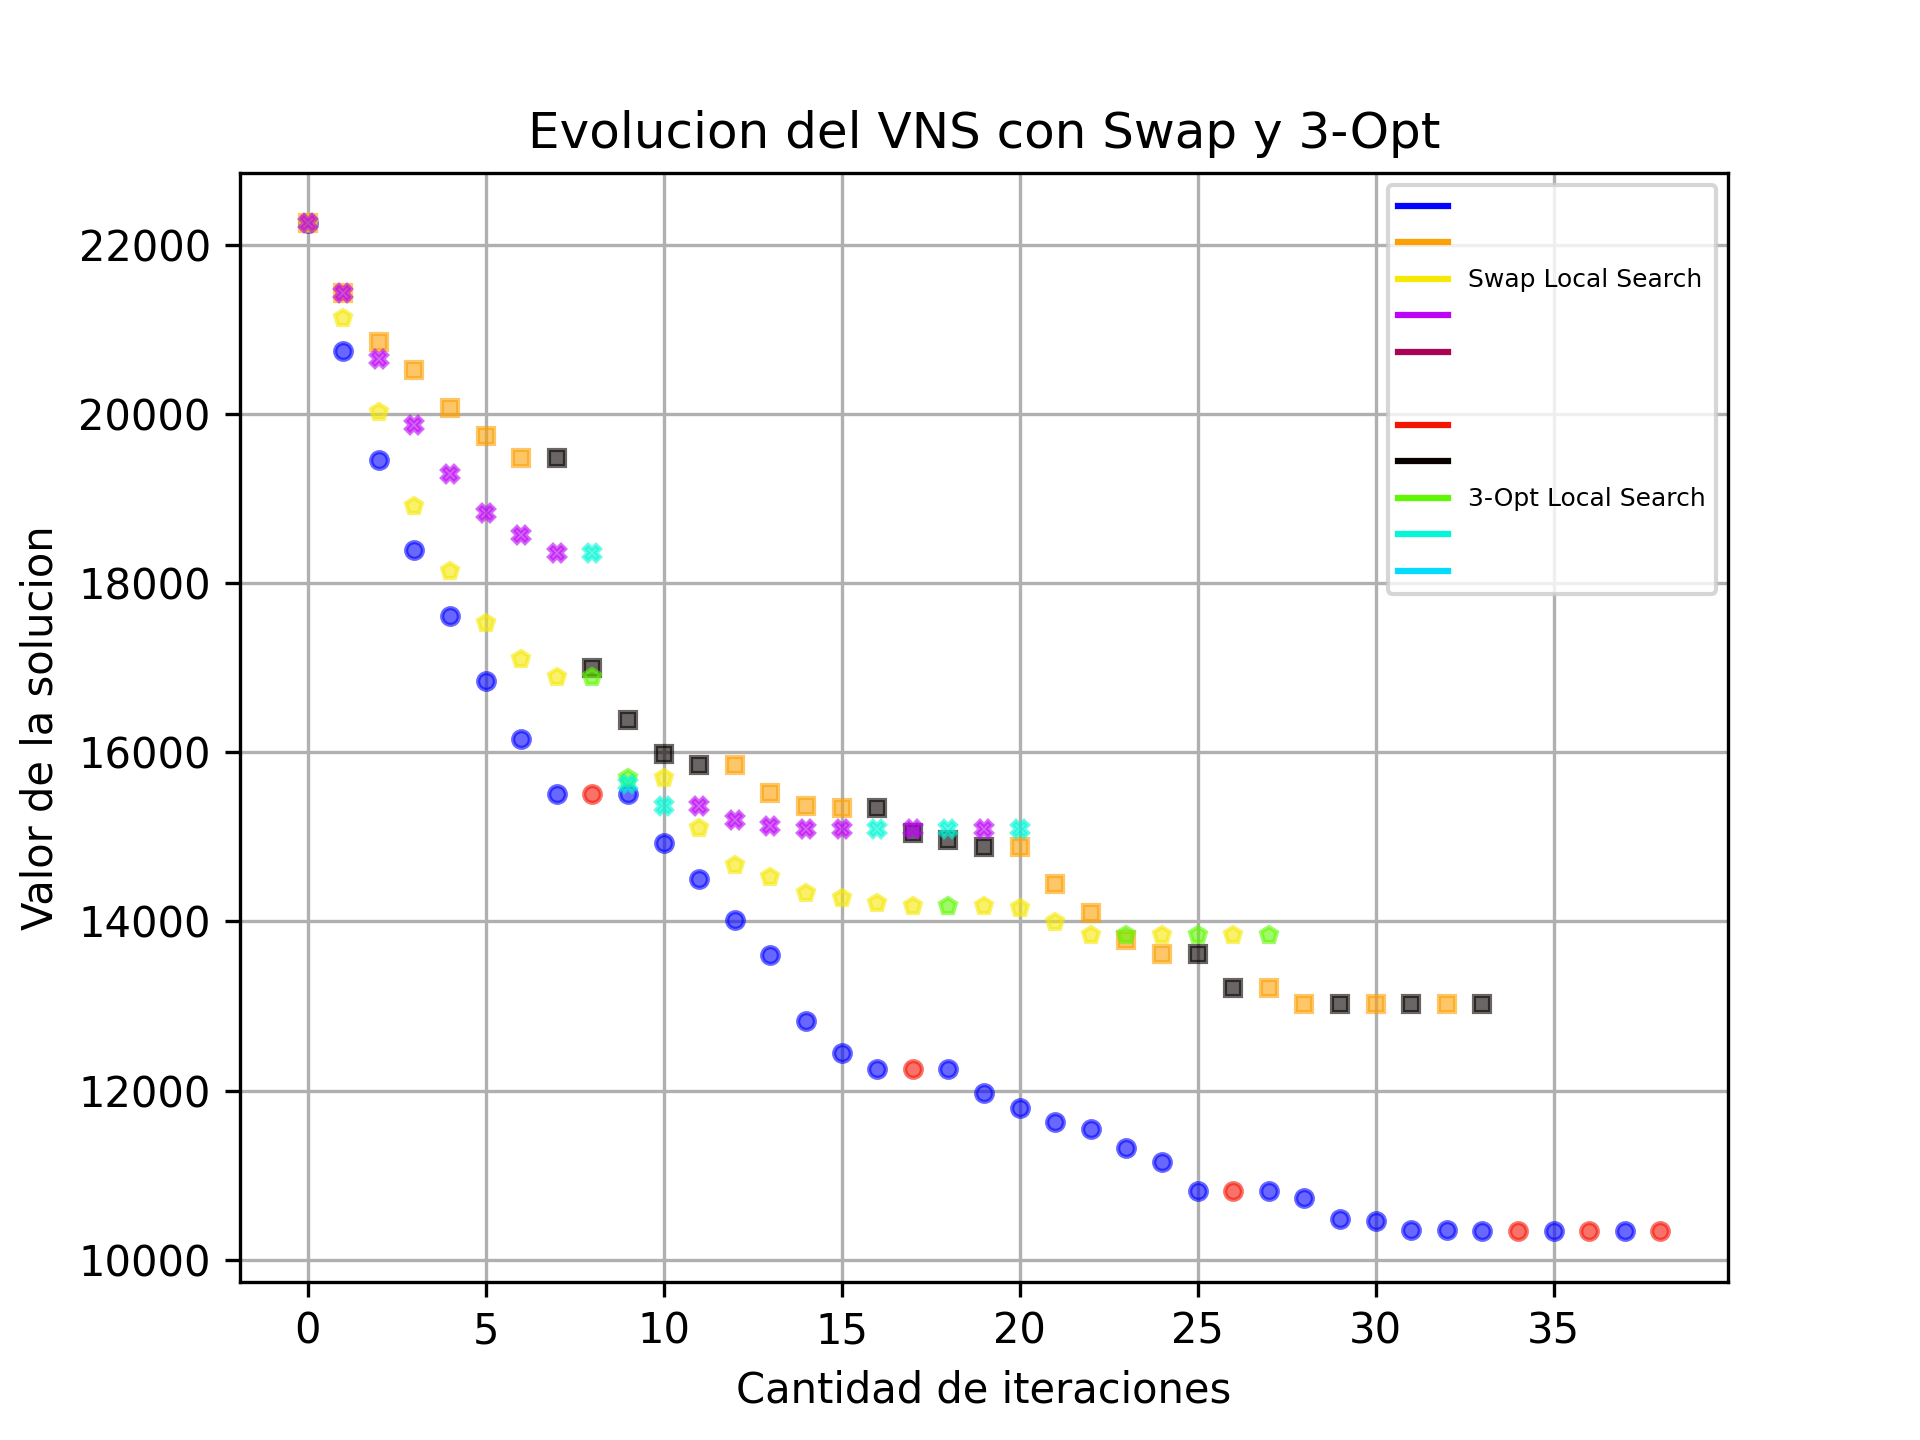 Evolucion del VNS con Swap y 3-Opt
Valor de la solucion
22000
20000
18000
16000
14000
12000
10000
Swap Local Search
3-Opt Local Search
0 5 10 15 20 25 30 35
Cantidad de iteraciones